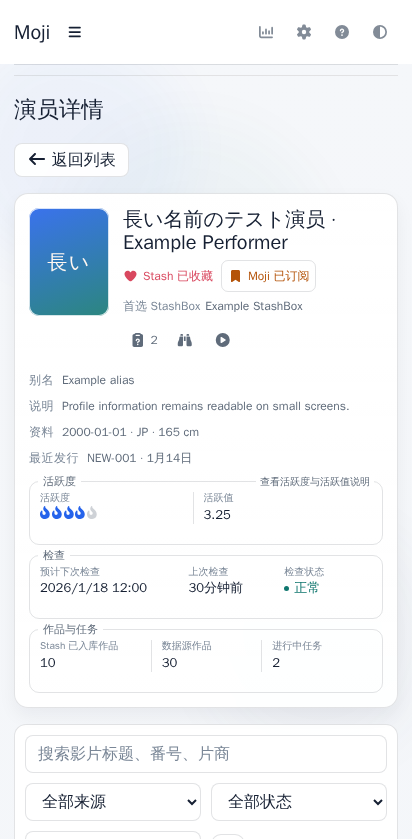 Moji
演员详情
返回列表
長い
長い名前のテスト演员 ·
Example Performer
Stash 已收藏
Moji 已订阅
首选 StashBox Example StashBox
2
别名 Example alias
说明 Profile information remains readable on small screens.
资料 2000-01-01 · JP · 165 cm
最近发行 NEW-001 · 1月14日
活跃度 查看活跃度与活跃值说明
活跃度 活跃值
3.25
检查
预计下次检查 上次检查 检查状态
2026/1/18 12:00 30分钟前 正常
作品与任务
Stash 已入库作品 数据源作品 进行中任务
10 30 2
搜索影片标题、番号、片商
全部来源 全部状态